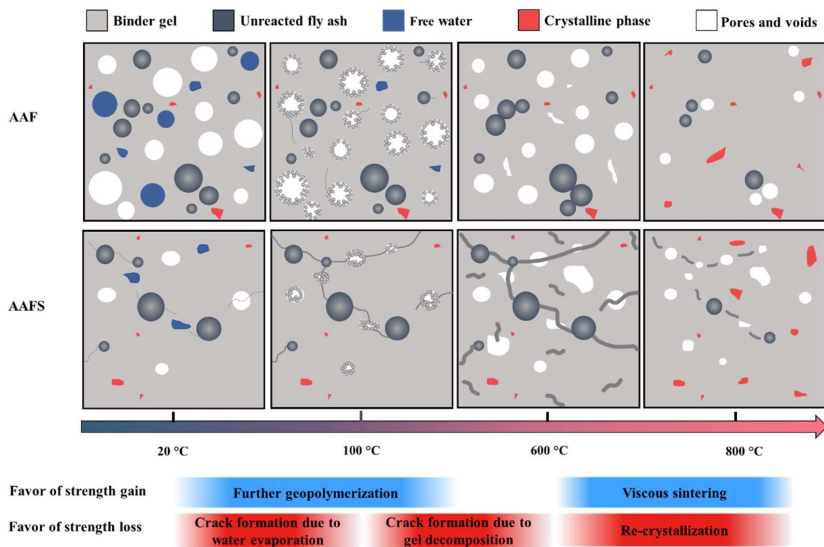 Binder gel
Unreacted fly ash
Free water
Crystalline phase
Pores and voids
AAF
AAFS
20 °C
100 °C
600 °C
800 °C
Favor of strength gain
Further geopolymerization
Viscous sintering
Favor of strength loss
Crack formation due to
water evaporation
Crack formation due to
gel decomposition
Re-crystallization